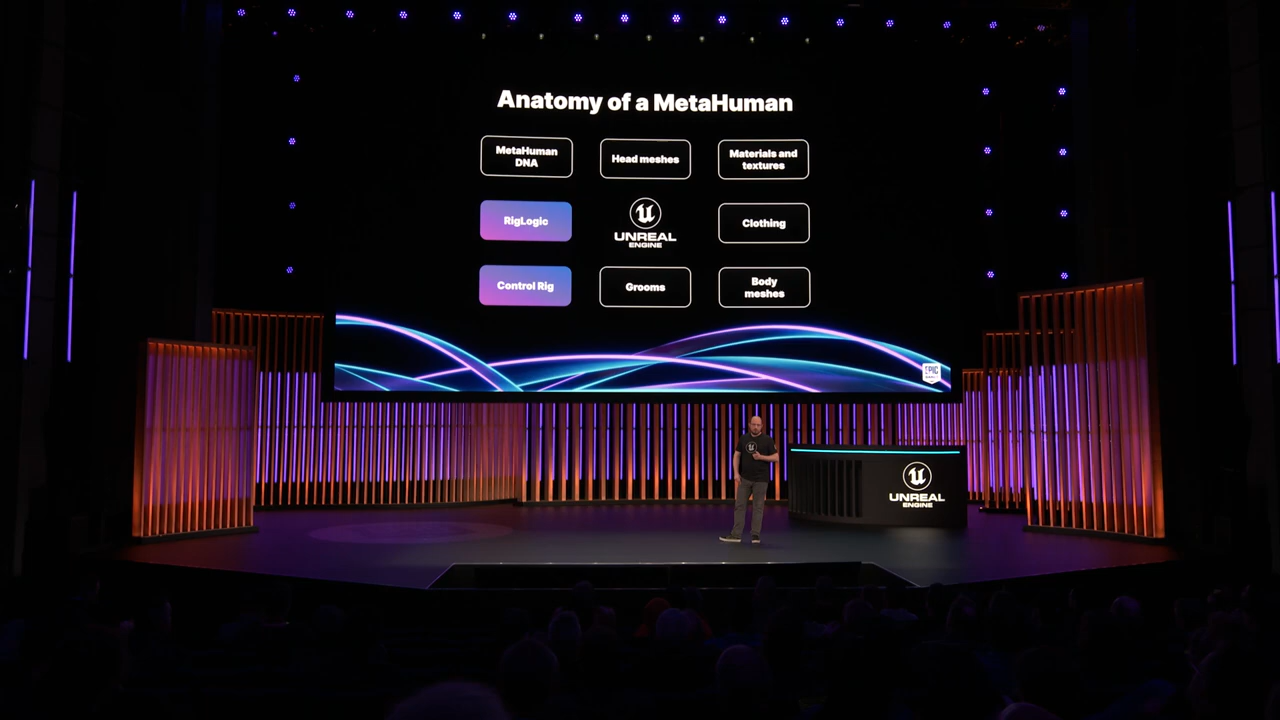 Anatomy of a MetaHuman
MetaHuman
DNA
Head meshes
Materials and
textures
RigLogic
UNREAL
ENGINE
Clothing
Control Rig
Grooms
Body
meshes
EPIC
UNREAL
ENGINE